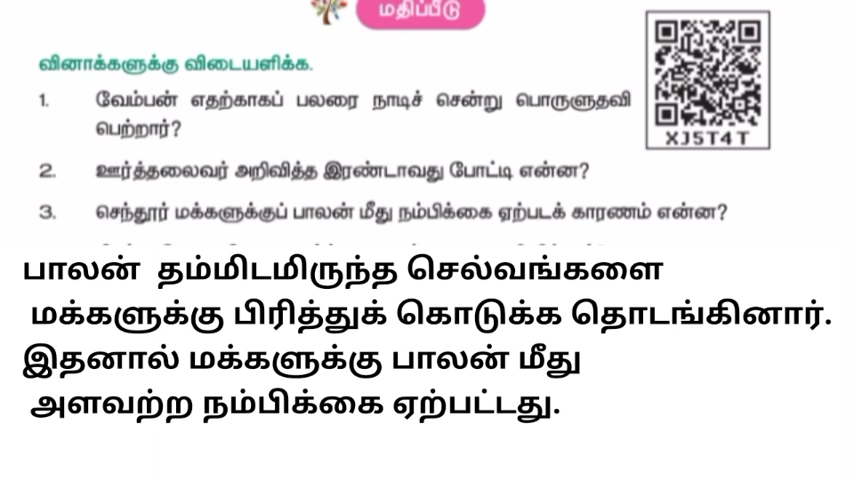 மதிப்பீடு
வினாக்களுக்கு விடையளிக்க.
1. வேம்பன் எதற்காகப் பலரை நாடிச் சென்று பொருளுதவி
பெற்றார்?
XJ5T4T
2. ஊர்த்தலைவர் அறிவித்த இரண்டாவது போட்டி என்ன?
3. செந்தூர் மக்களுக்குப் பாலன் மீது நம்பிக்கை ஏற்படக் காரணம் என்ன?
பாலன் தம்மிடமிருந்த செல்வங்களை
மக்களுக்கு பிரித்துக் கொடுக்க தொடங்கினார்.
இதனால் மக்களுக்கு பாலன் மீது
அளவற்ற நம்பிக்கை ஏற்பட்டது.